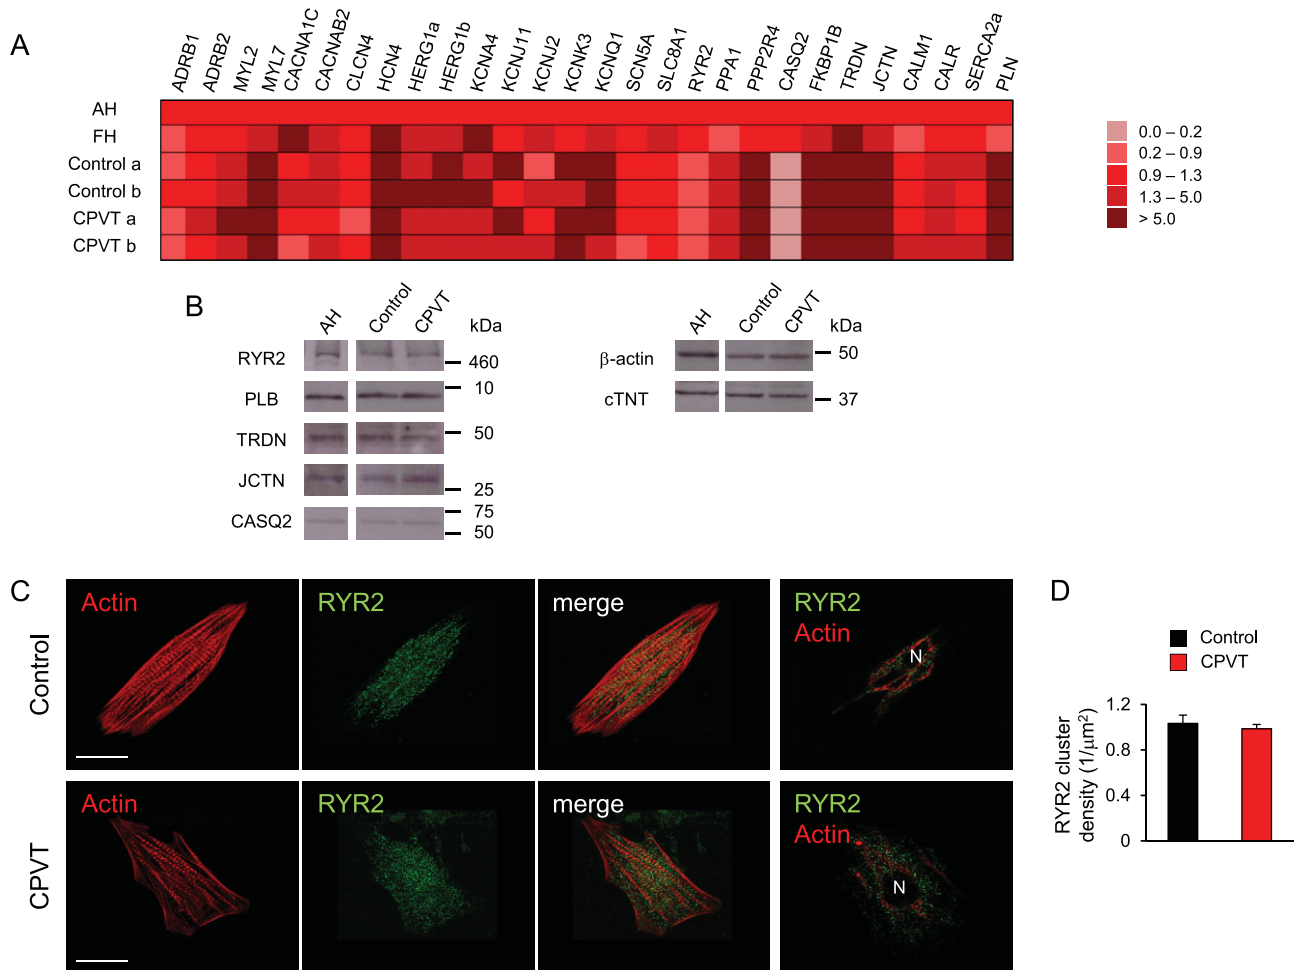 A
ADRB1 ADRB2 MYL2 MYL7 CACNA1C CACNAB2 CLCN4 HCN4 HERG1a HERG1b KCNA4 KCNJ11 KCNJ2 KCNK3 KCNQ1 SCN5A SLC8A1 RYR2 PPA1 PPP2R4 CASQ2 FKBP1B TRDN JCTN CALM1 CALR SERCA2a PLN
AH
FH
Control a
Control b
CPVT a
CPVT b
0.0 – 0.2
0.2 – 0.9
0.9 – 1.3
1.3 – 5.0
> 5.0
B
AH Control CPVT kDa
RYR2 460
PLB 10
TRDN 50
JCTN 25
CASQ2 75
50
AH Control CPVT kDa
β-actin 50
cTNT 37
C
Control
Actin
RYR2
merge
RYR2
Actin
N
CPVT
Actin
RYR2
merge
RYR2
Actin
N
D
Control
CPVT
RYR2 cluster
density (1/μm²)
1.2
0.8
0.4
0